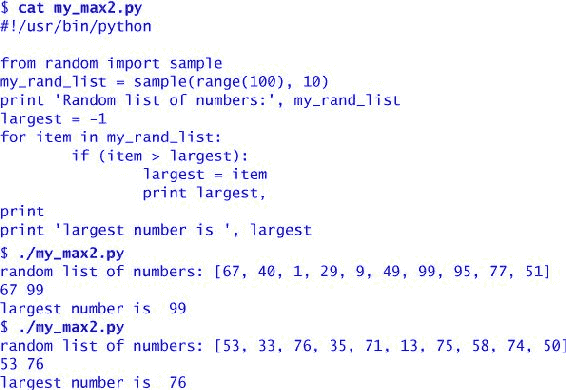 $ cat my_max2.py
#!/usr/bin/python

from random import sample
my_rand_list = sample(range(100), 10)
print 'Random list of numbers:', my_rand_list
largest = -1
for item in my_rand_list:
        if (item > largest):
                largest = item
                print largest,
print
print 'largest number is ', largest
$ ./my_max2.py
random list of numbers: [67, 40, 1, 29, 9, 49, 99, 95, 77, 51]
67 99
largest number is  99
$ ./my_max2.py
random list of numbers: [53, 33, 76, 35, 71, 13, 75, 58, 74, 50]
53 76
largest number is  76